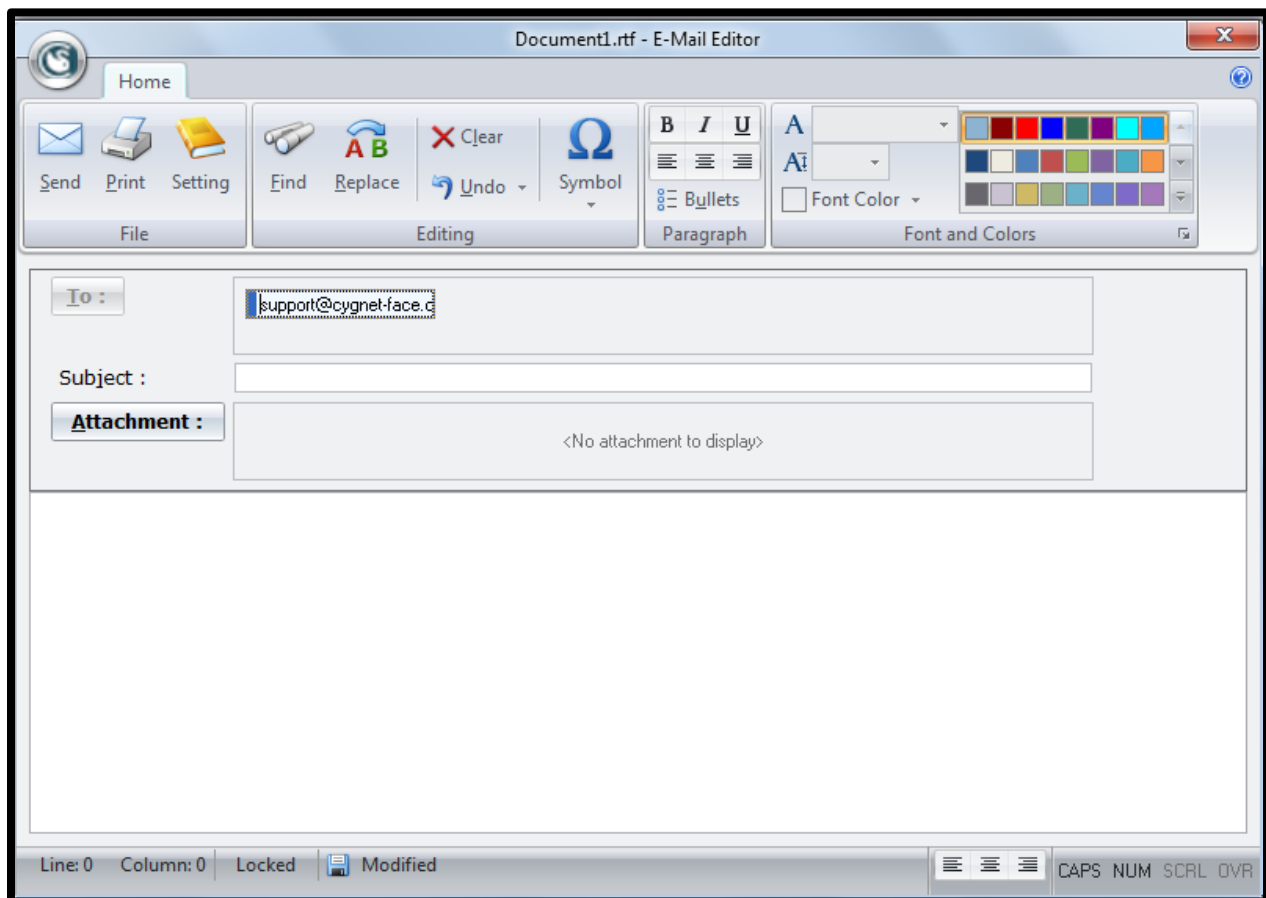 Document1.rtf - E-Mail Editor
Home
Send Print Setting
Find Replace Clear Undo Symbol
B I U
Bullets
Font Color
File Editing Paragraph Font and Colors
To :
support@cygnet-face.c
Subject :
Attachment :
<No attachment to display>
Line: 0 Column: 0 Locked Modified
CAPS NUM SCRL OVR